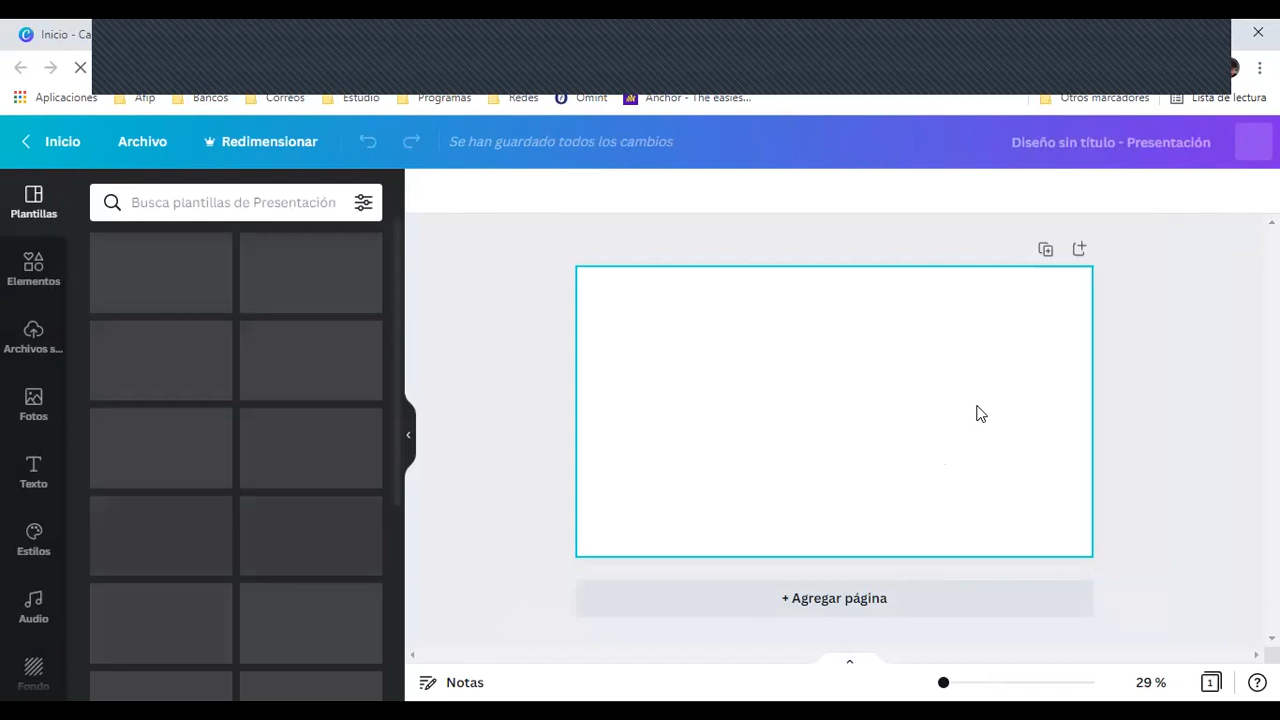 Inicio - Ca
Aplicaciones
Afip
Bancos
Correos
Estudio
Programas
Redes
Omint
Anchor - The easies...
Otros marcadores
Lista de lectura
Inicio
Archivo
Redimensionar
Se han guardado todos los cambios
Diseño sin título - Presentación
Plantillas
Busca plantillas de Presentación
Elementos
Archivos s...
Fotos
Texto
Estilos
Audio
Fondo
+ Agregar página
Notas
29 %
1